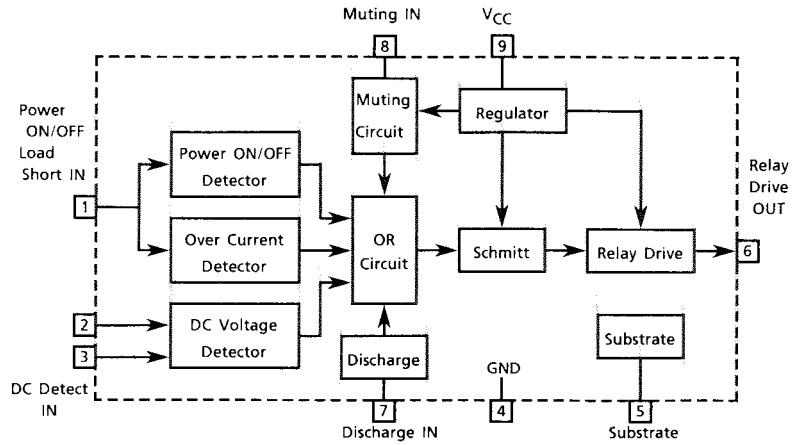 Muting IN
VCC
8
9
Power
ON/OFF
Load
Short IN
Muting
Circuit
Regulator
Power ON/OFF
Detector
Relay
Drive
OUT
1
Over Current
Detector
OR
Circuit
Schmitt
Relay Drive
6
2
3
DC Voltage
Detector
Discharge
Substrate
DC Detect
IN
GND
7
4
5
Discharge IN
Substrate